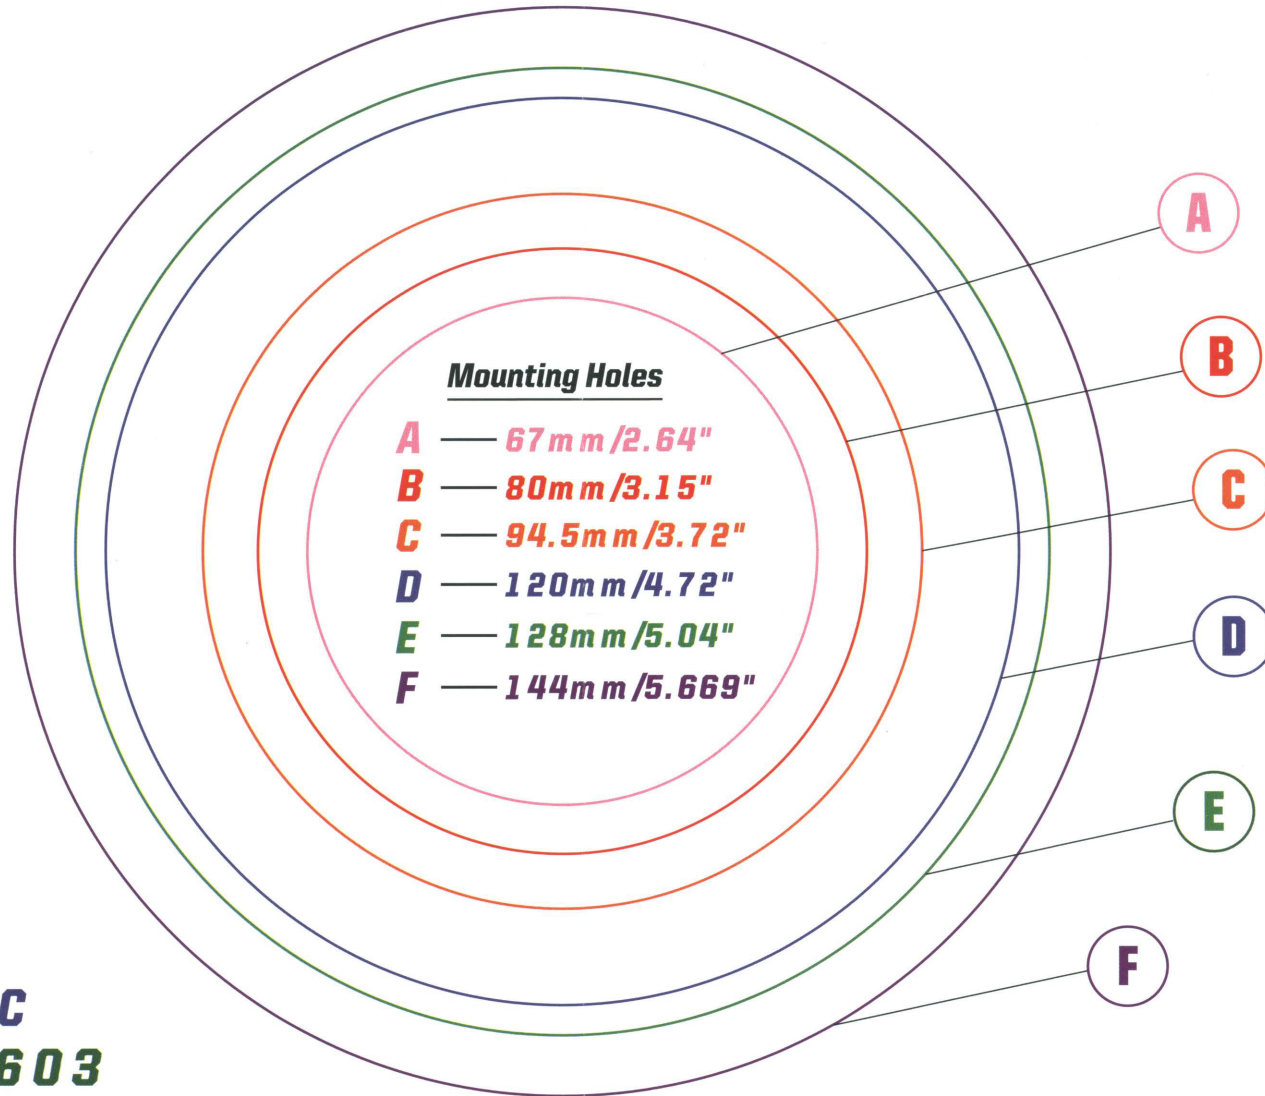 Mounting Holes
A — 67mm/2.64"
B — 80mm/3.15"
C — 94.5mm/3.72"
D — 120mm/4.72"
E — 128mm/5.04"
F — 144mm/5.669"
A
B
C
D
E
F
C
603